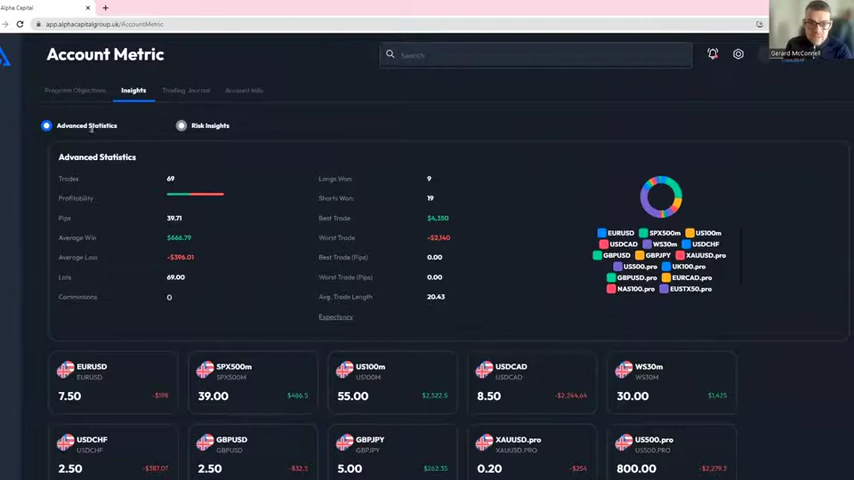 Alpha Capital
app.alphacapitalgroup.uk/AccountMetric
Gerard McConnell
Account Metric
Search
Program Objectives
Insights
Trading Journal
Account Info
Advanced Statistics
Risk Insights
Advanced Statistics
Trades 69
Profitability
Pips 39.71
Average Win $666.79
Average Loss -$396.01
Lots 69.00
Commissions 0
Longs Won: 9
Shorts Won: 19
Best Trade $4,350
Worst Trade -$2,140
Best Trade (Pips) 0.00
Worst Trade (Pips) 0.00
Avg. Trade Length 20.43
Expectancy
EURUSD SPX500m US100m
USDCAD WS30m USDCHF
GBPUSD GBPJPY XAUUSD.pro
US500.pro UK100.pro
GBPUSD.pro EURCAD.pro
NAS100.pro EUSTX50.pro
EURUSD
EURUSD
7.50 -$198
SPX500m
SPX500M
39.00 $486.5
US100m
US100M
55.00 $2,522.5
USDCAD
USDCAD
8.50 -$2,244.64
WS30m
WS30M
30.00 $1,425
USDCHF
USDCHF
2.50 -$387.07
GBPUSD
GBPUSD
2.50 -$32.5
GBPJPY
GBPJPY
5.00 $262.35
XAUUSD.pro
XAUUSD.PRO
0.20 -$254
US500.pro
US500.PRO
800.00 -$2,279.3